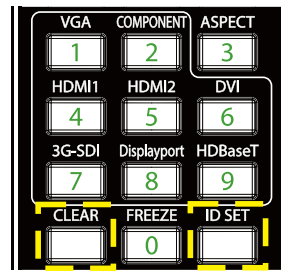 VGA COMPONENT ASPECT
1 2 3
HDMI1 HDMI2 DVI
4 5 6
3G-SDI Displayport HDBaseT
7 8 9
CLEAR FREEZE ID SET
0